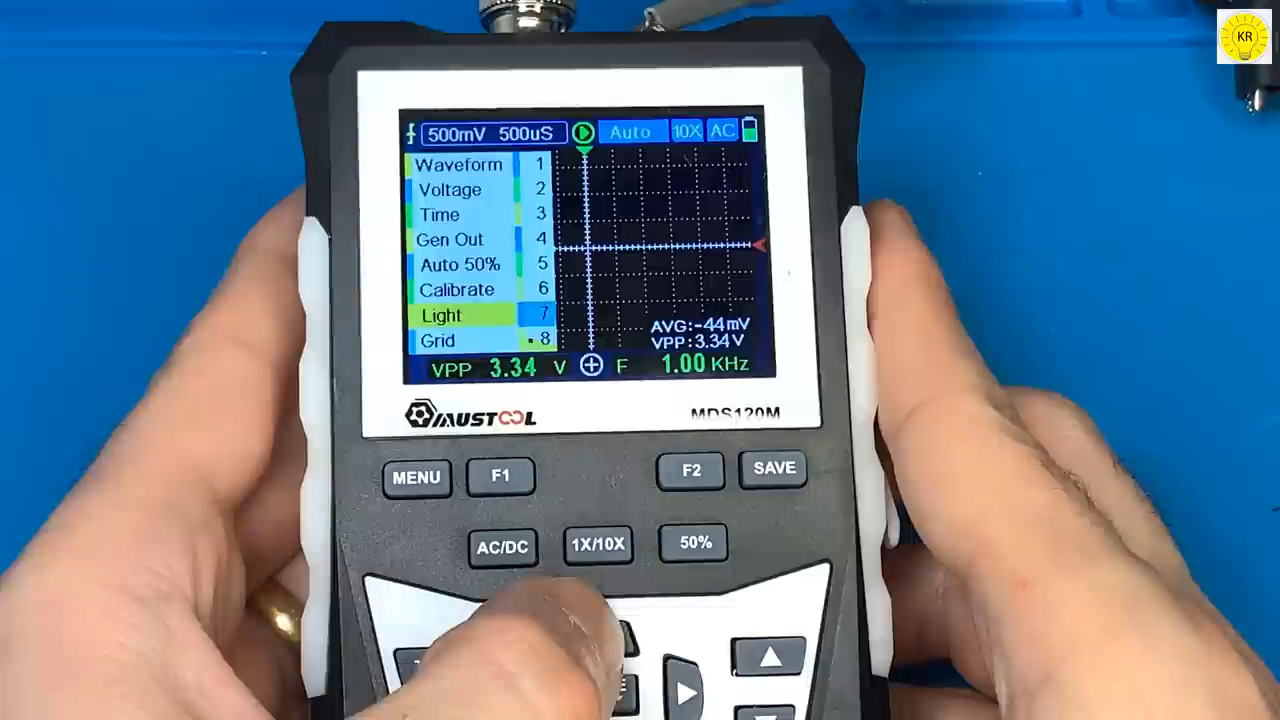 KR
500mV 500uS Auto 10X AC
Waveform 1
Voltage 2
Time 3
Gen Out 4
Auto 50% 5
Calibrate 6
Light 7
Grid 8
AVG:-44mV
VPP:3.34V
VPP 3.34 V F 1.00 KHz
MUSTOOL MDS120M
MENU F1 F2 SAVE
AC/DC 1X/10X 50%